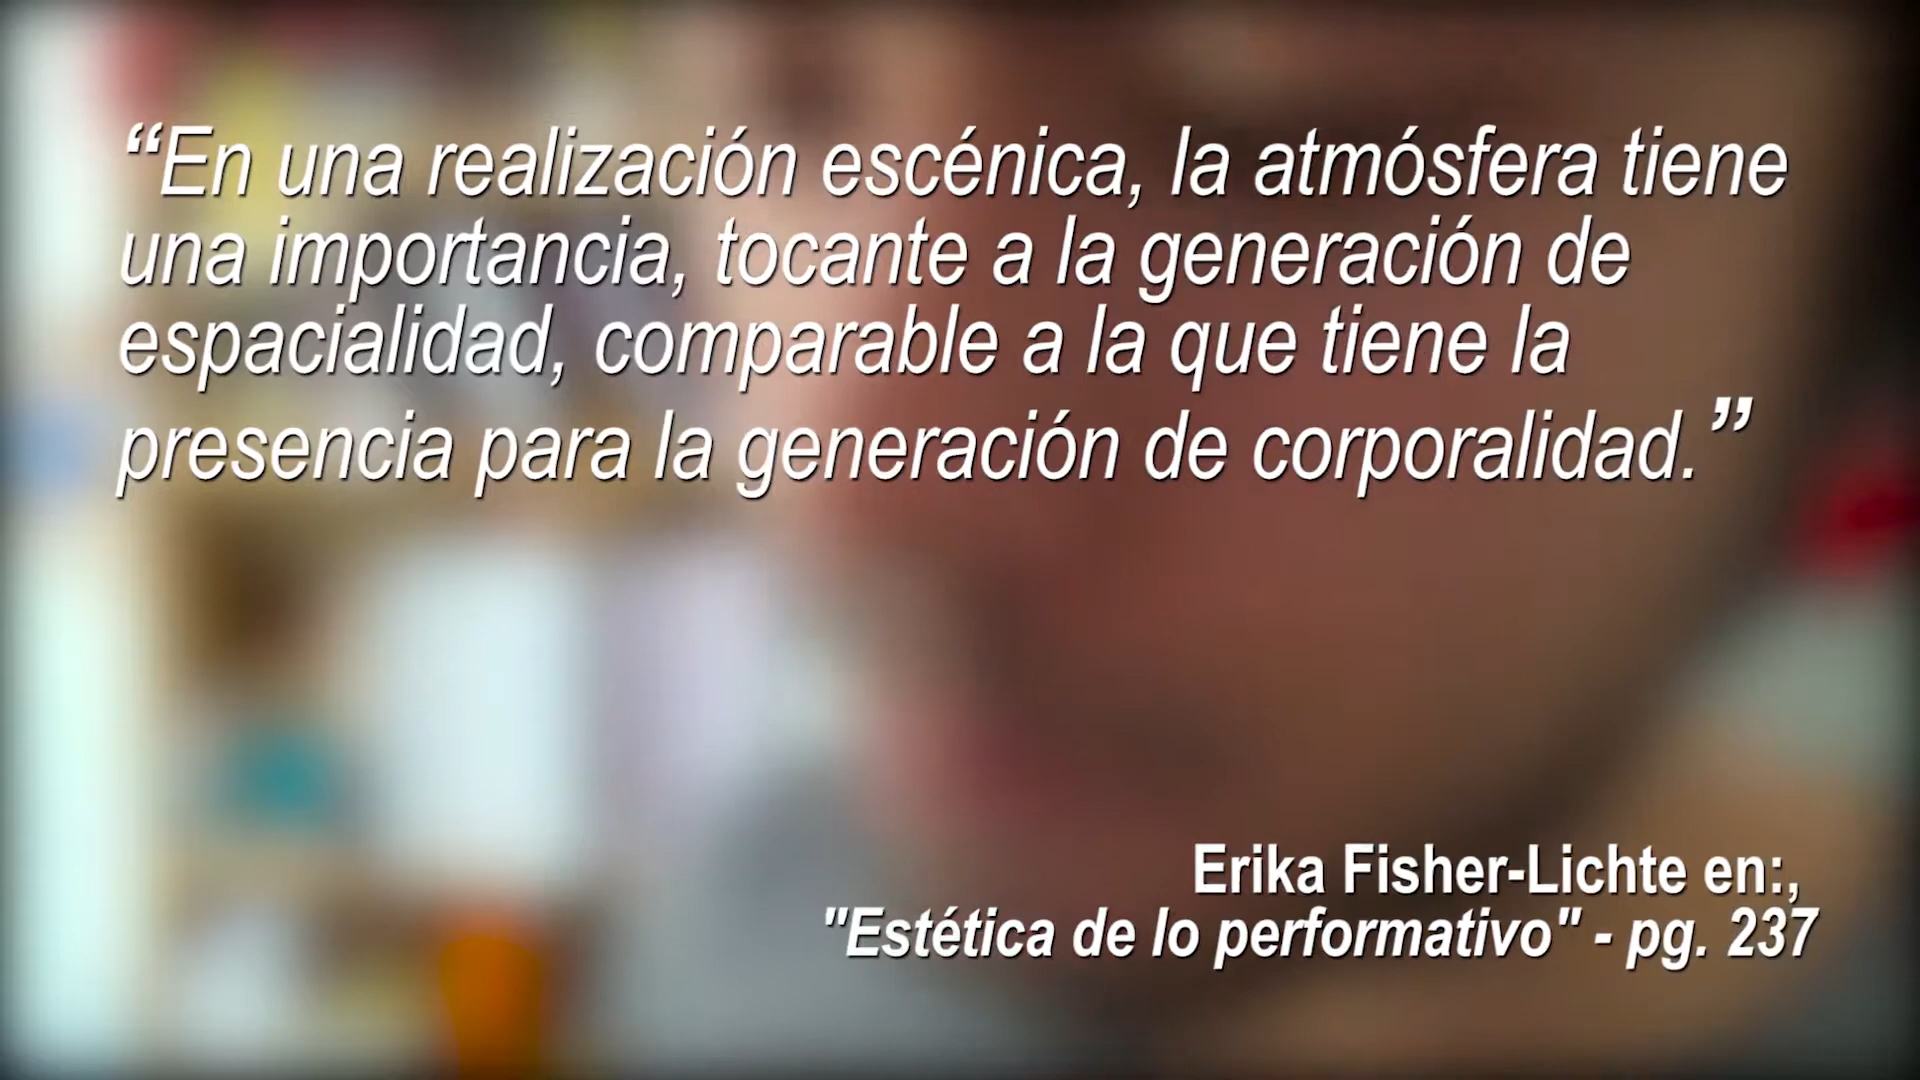 “En una realización escénica, la atmósfera tiene
una importancia, tocante a la generación de
espacialidad, comparable a la que tiene la
presencia para la generación de corporalidad.”
Erika Fisher-Lichte en:,
"Estética de lo performativo" - pg. 237